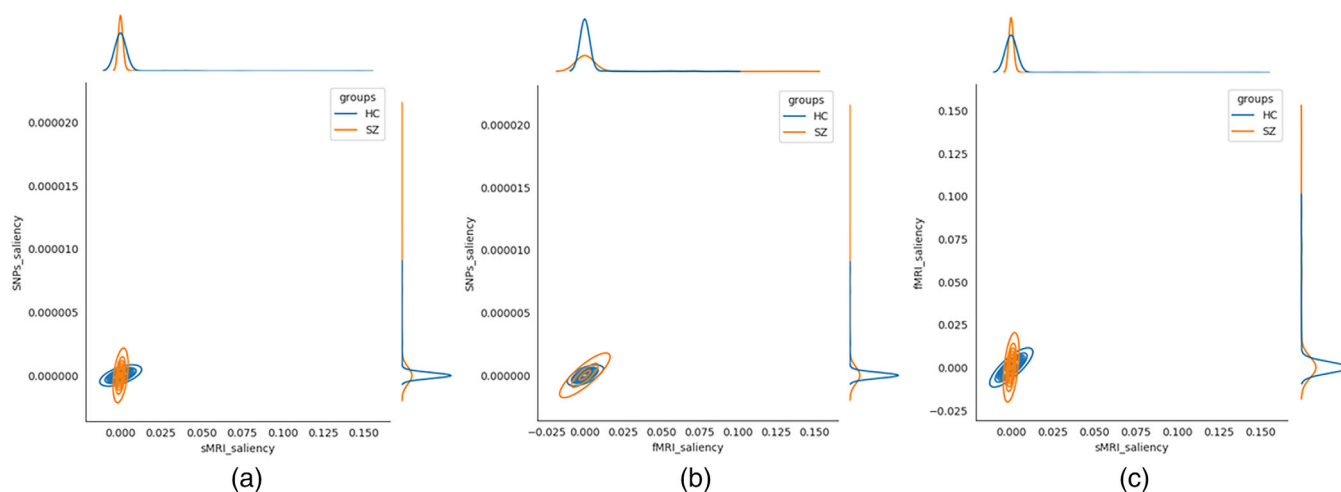 groups
HC
SZ
0.000020
0.000015
0.000010
0.000005
0.000000
SNPs_saliency
0.000 0.025 0.050 0.075 0.100 0.125 0.150
sMRI_saliency
(a)
groups
HC
SZ
0.000020
0.000015
0.000010
0.000005
0.000000
SNPs_saliency
−0.025 0.000 0.025 0.050 0.075 0.100 0.125 0.150
fMRI_saliency
(b)
groups
HC
SZ
0.150
0.125
0.100
0.075
0.050
0.025
0.000
−0.025
fMRI_saliency
0.000 0.025 0.050 0.075 0.100 0.125 0.150
sMRI_saliency
(c)